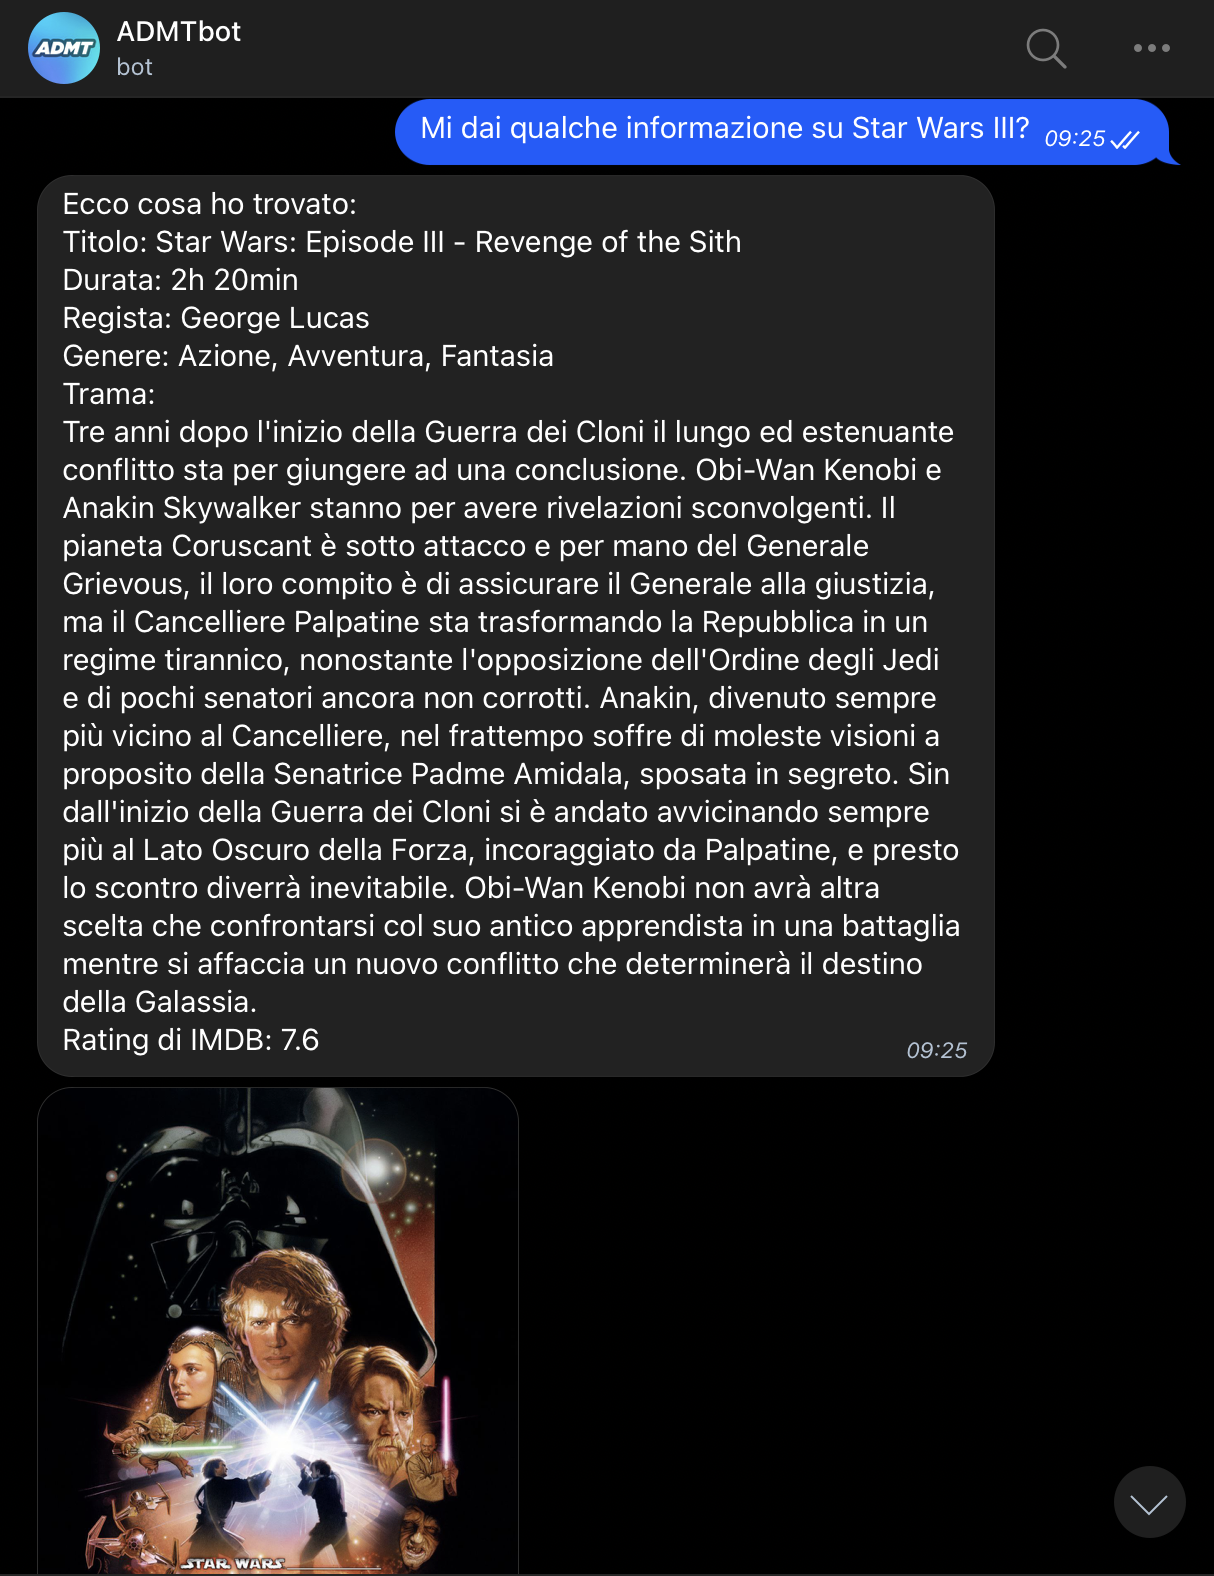 ADMT
ADMTbot
bot
Mi dai qualche informazione su Star Wars III? 09:25
Ecco cosa ho trovato:
Titolo: Star Wars: Episode III - Revenge of the Sith
Durata: 2h 20min
Regista: George Lucas
Genere: Azione, Avventura, Fantasia
Trama:
Tre anni dopo l'inizio della Guerra dei Cloni il lungo ed estenuante
conflitto sta per giungere ad una conclusione. Obi-Wan Kenobi e
Anakin Skywalker stanno per avere rivelazioni sconvolgenti. Il
pianeta Coruscant è sotto attacco e per mano del Generale
Grievous, il loro compito è di assicurare il Generale alla giustizia,
ma il Cancelliere Palpatine sta trasformando la Repubblica in un
regime tirannico, nonostante l'opposizione dell'Ordine degli Jedi
e di pochi senatori ancora non corrotti. Anakin, divenuto sempre
più vicino al Cancelliere, nel frattempo soffre di moleste visioni a
proposito della Senatrice Padme Amidala, sposata in segreto. Sin
dall'inizio della Guerra dei Cloni si è andato avvicinando sempre
più al Lato Oscuro della Forza, incoraggiato da Palpatine, e presto
lo scontro diverrà inevitabile. Obi-Wan Kenobi non avrà altra
scelta che confrontarsi col suo antico apprendista in una battaglia
mentre si affaccia un nuovo conflitto che determinerà il destino
della Galassia.
Rating di IMDB: 7.6
09:25
STAR WARS